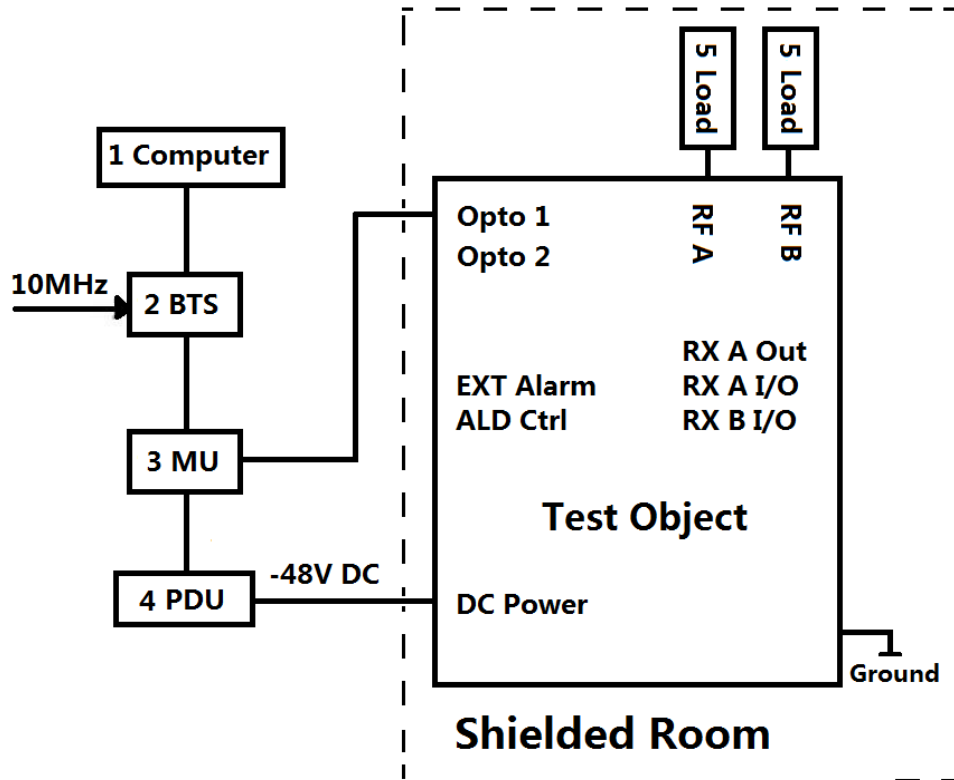 5 Load
5 Load
1 Computer
Opto 1
Opto 2
RF A
RF B
10MHz
2 BTS
RX A Out
EXT Alarm
RX A I/O
ALD Ctrl
RX B I/O
3 MU
Test Object
-48V DC
4 PDU
DC Power
Ground
Shielded Room